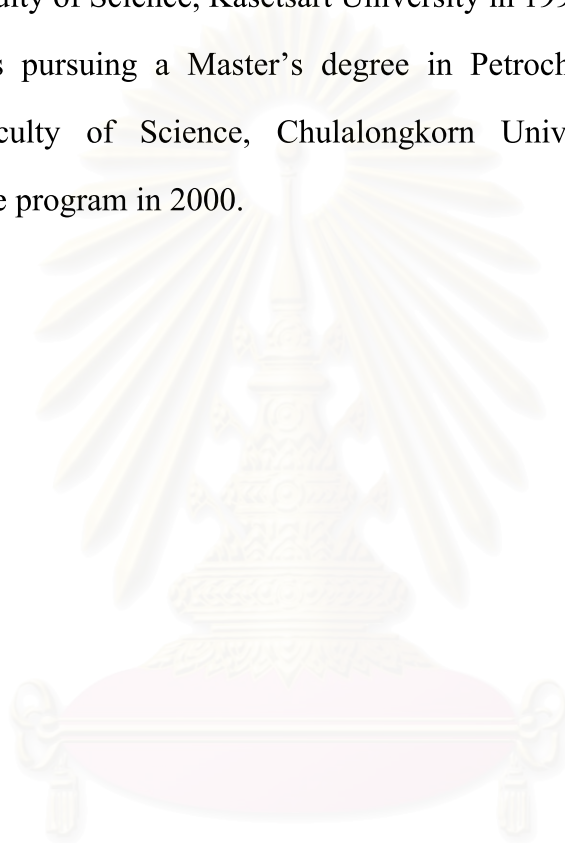 ulty of Science, Kasetsart University in 199
s pursuing a Master’s degree in Petroch
culty of Science, Chulalongkorn Univ
e program in 2000.